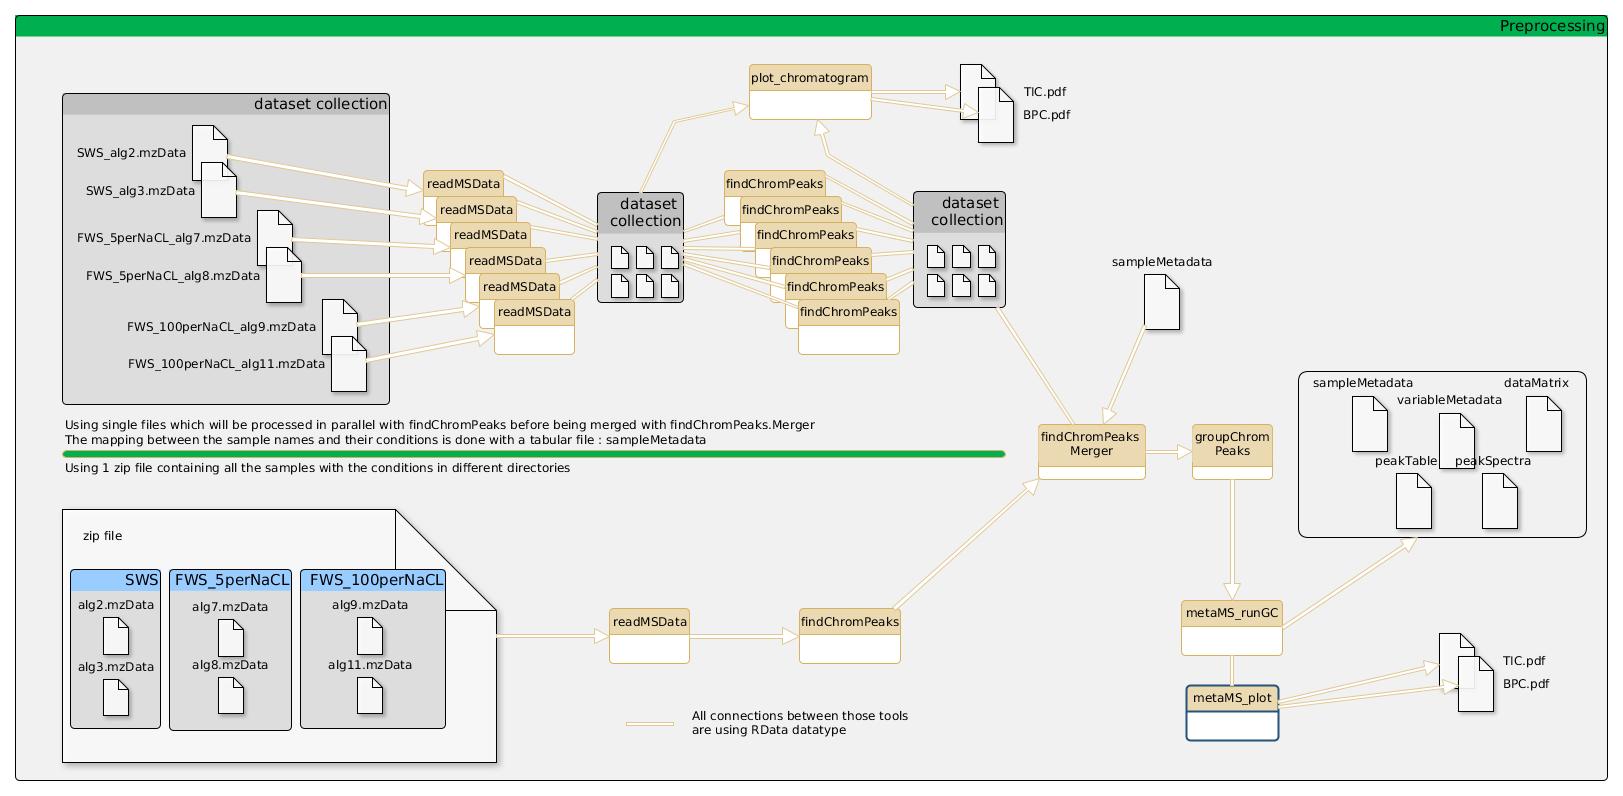 Preprocessing
dataset collection
SWS_alg2.mzData
SWS_alg3.mzData
FWS_5perNaCL_alg7.mzData
FWS_5perNaCL_alg8.mzData
FWS_100perNaCL_alg9.mzData
FWS_100perNaCL_alg11.mzData
readMSData
readMSData
readMSData
readMSData
readMSData
readMSData
dataset
collection
plot_chromatogram
TIC.pdf
BPC.pdf
findChromPeaks
findChromPeaks
findChromPeaks
findChromPeaks
findChromPeaks
findChromPeaks
dataset
collection
sampleMetadata
Using single files which will be processed in parallel with findChromPeaks before being merged with findChromPeaks.Merger
The mapping between the sample names and their conditions is done with a tabular file : sampleMetadata
Using 1 zip file containing all the samples with the conditions in different directories
findChromPeaks
Merger
groupChrom
Peaks
sampleMetadata
dataMatrix
variableMetadata
peakTable
peakSpectra
zip file
SWS
alg2.mzData
alg3.mzData
FWS_5perNaCL
alg7.mzData
alg8.mzData
FWS_100perNaCL
alg9.mzData
alg11.mzData
readMSData
findChromPeaks
metaMS_runGC
metaMS_plot
TIC.pdf
BPC.pdf
All connections between those tools
are using RData datatype